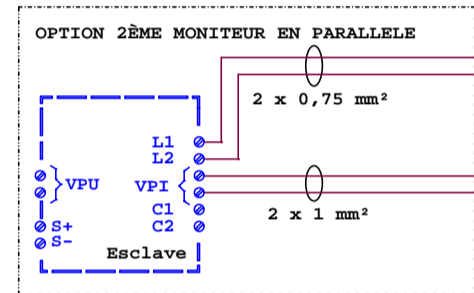 OPTION 2ÈME MONITEUR EN PARALLELE
2 x 0,75 mm²
L1
L2
VPU
VPI
2 x 1 mm²
C1
C2
S+
S-
Esclave